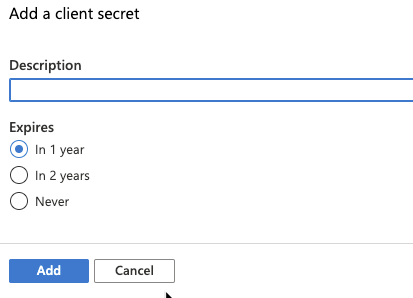 Add a client secret
Description
Expires
In 1 year
In 2 years
Never
Add Cancel